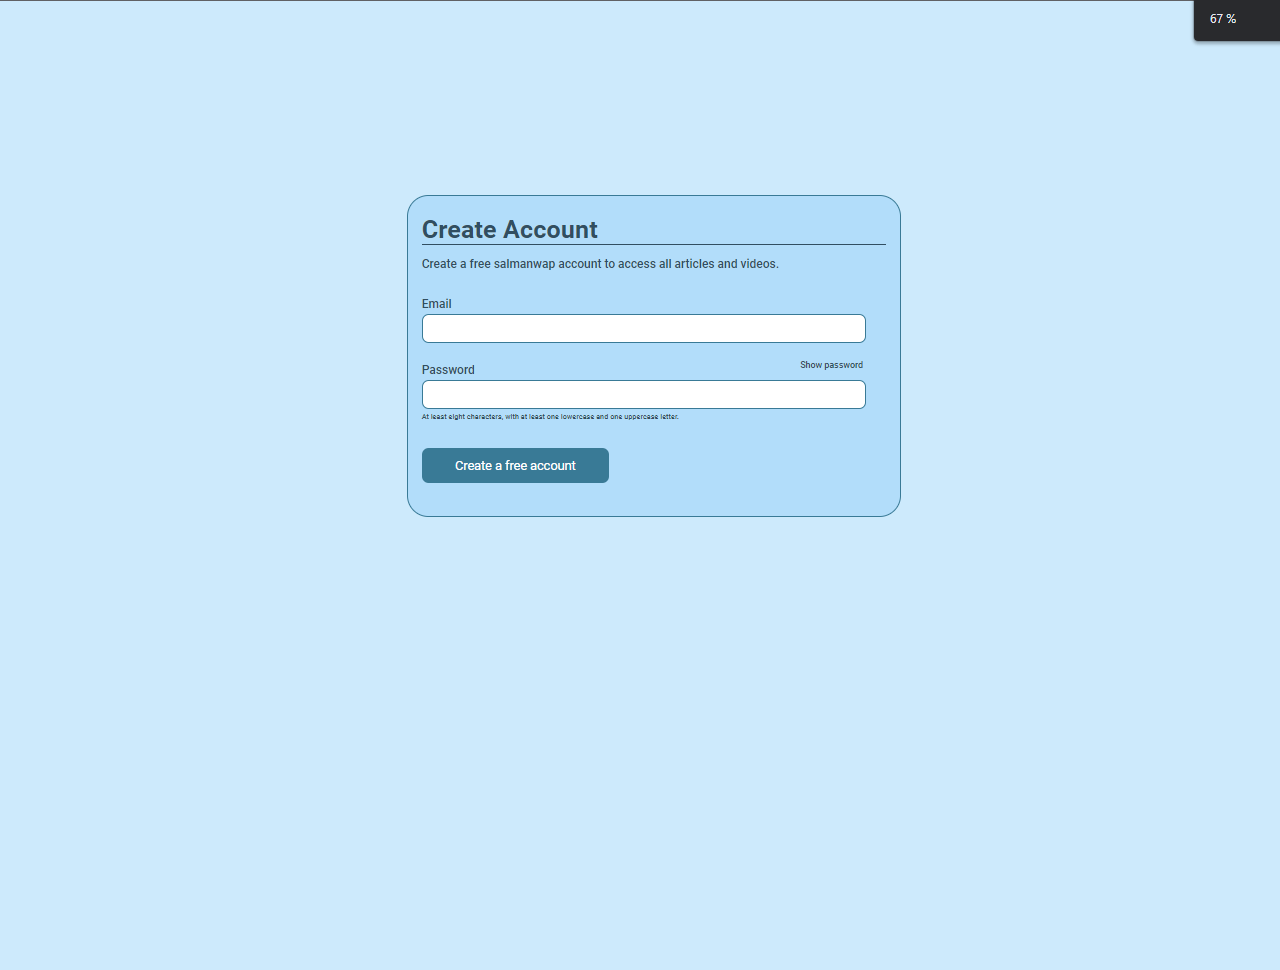 67 %
Create Account
Create a free salmanwap account to access all articles and videos.
Email
Show password
Password
At least eight characters, with at least one lowercase and one uppercase letter.
Create a free account